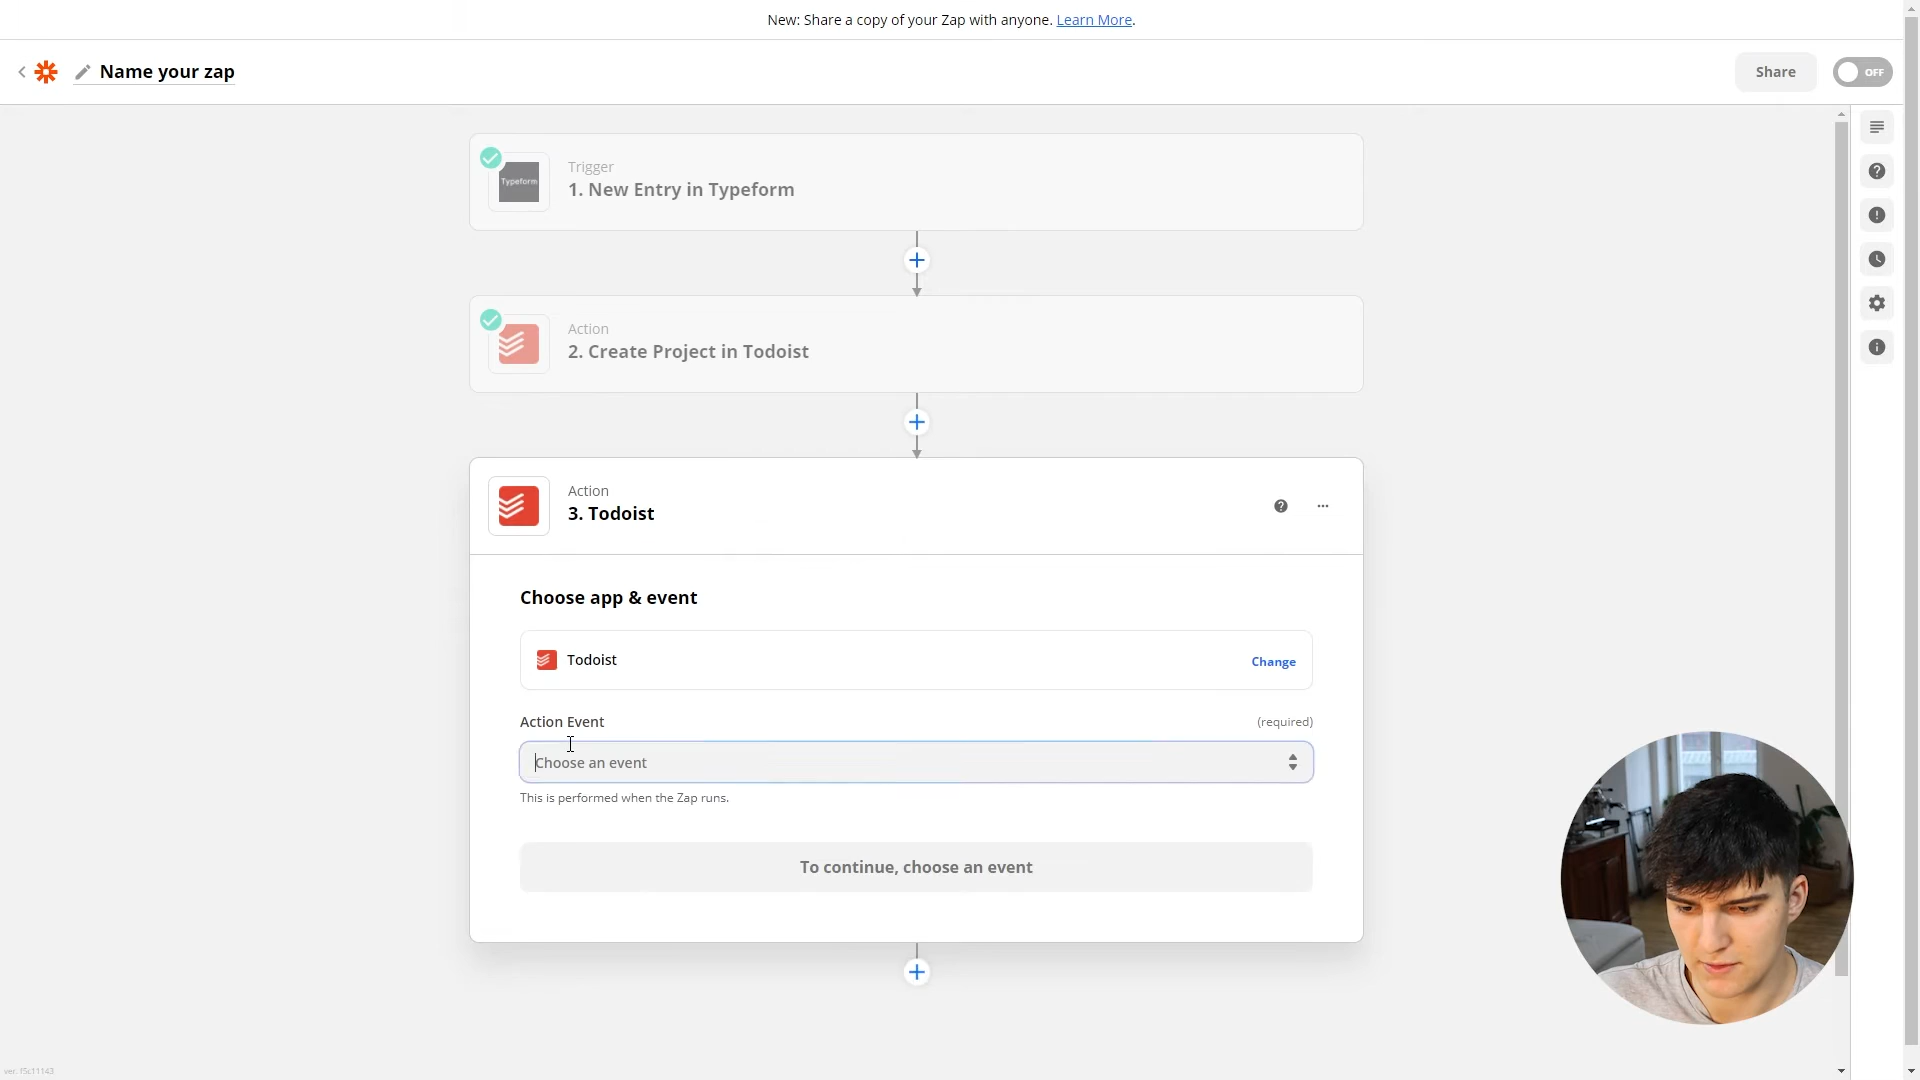 New: Share a copy of your Zap with anyone. Learn More.
Name your zap
Share
OFF
Typeform
Trigger
1. New Entry in Typeform
Action
2. Create Project in Todoist
Action
3. Todoist
Choose app & event
Todoist
Change
Action Event
(required)
Choose an event
This is performed when the Zap runs.
To continue, choose an event
ver. f5c11143